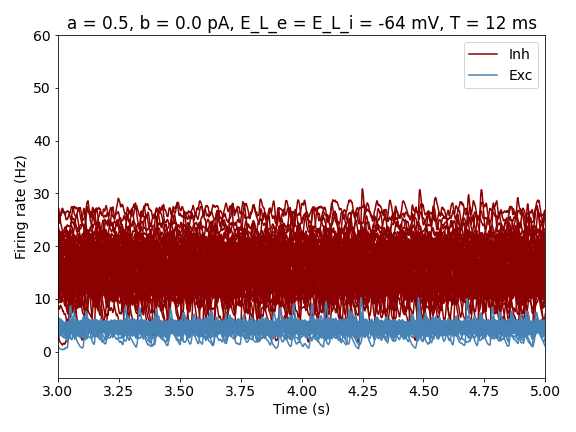 a = 0.5, b = 0.0 pA, E_L_e = E_L_i = -64 mV, T = 12 ms
Inh
Exc
60
50
40
30
20
10
0
Firing rate (Hz)
3.00 3.25 3.50 3.75 4.00 4.25 4.50 4.75 5.00
Time (s)